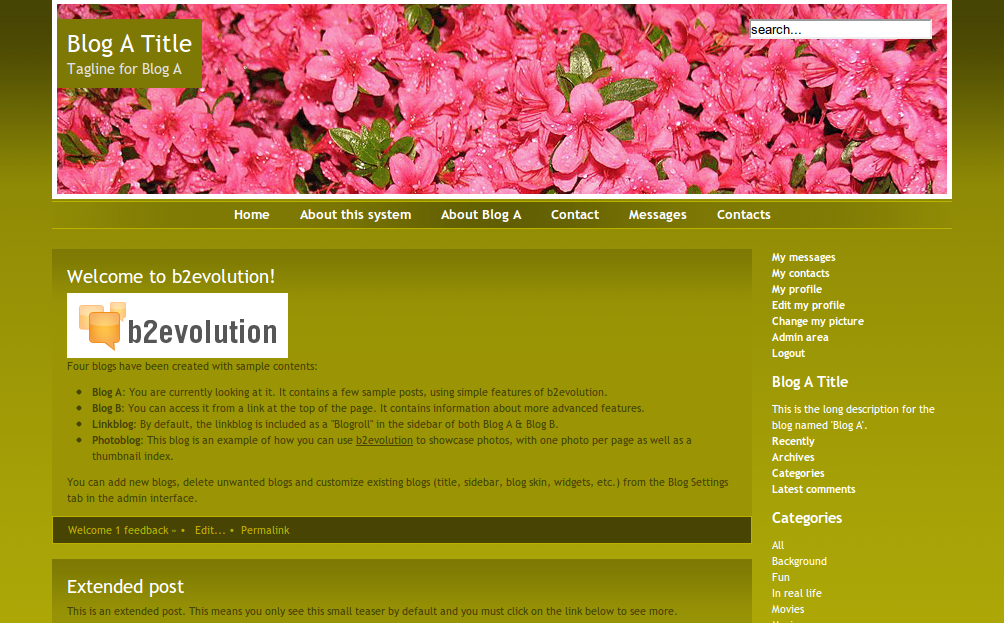 Blog A Title
Tagline for Blog A
search...
Home About this system About Blog A Contact Messages Contacts
Welcome to b2evolution!
b2evolution
Four blogs have been created with sample contents:
• Blog A: You are currently looking at it. It contains a few sample posts, using simple features of b2evolution.
• Blog B: You can access it from a link at the top of the page. It contains information about more advanced features.
• Linkblog: By default, the linkblog is included as a "Blogroll" in the sidebar of both Blog A & Blog B.
• Photoblog: This blog is an example of how you can use b2evolution to showcase photos, with one photo per page as well as a
thumbnail index.
You can add new blogs, delete unwanted blogs and customize existing blogs (title, sidebar, blog skin, widgets, etc.) from the Blog Settings
tab in the admin interface.
Welcome 1 feedback » • Edit... • Permalink
Extended post
This is an extended post. This means you only see this small teaser by default and you must click on the link below to see more.
My messages
My contacts
My profile
Edit my profile
Change my picture
Admin area
Logout
Blog A Title
This is the long description for the
blog named 'Blog A'.
Recently
Archives
Categories
Latest comments
Categories
All
Background
Fun
In real life
Movies